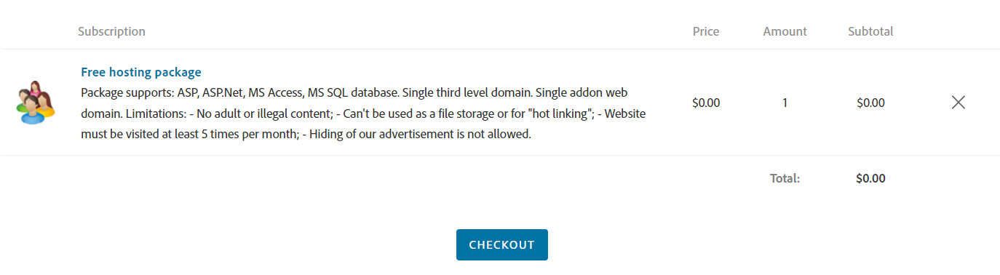 Subscription Price Amount Subtotal
Free hosting package
Package supports: ASP, ASP.Net, MS Access, MS SQL database. Single third level domain. Single addon web
domain. Limitations: - No adult or illegal content; - Can't be used as a file storage or for "hot linking"; - Website
must be visited at least 5 times per month; - Hiding of our advertisement is not allowed.
$0.00 1 $0.00
Total: $0.00
CHECKOUT